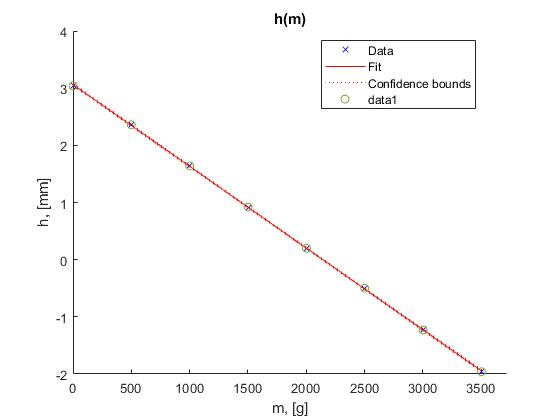 h(m)
4
3
2
1
0
-1
-2
h, [mm]
Data
Fit
Confidence bounds
data1
0 500 1000 1500 2000 2500 3000 3500
m, [g]